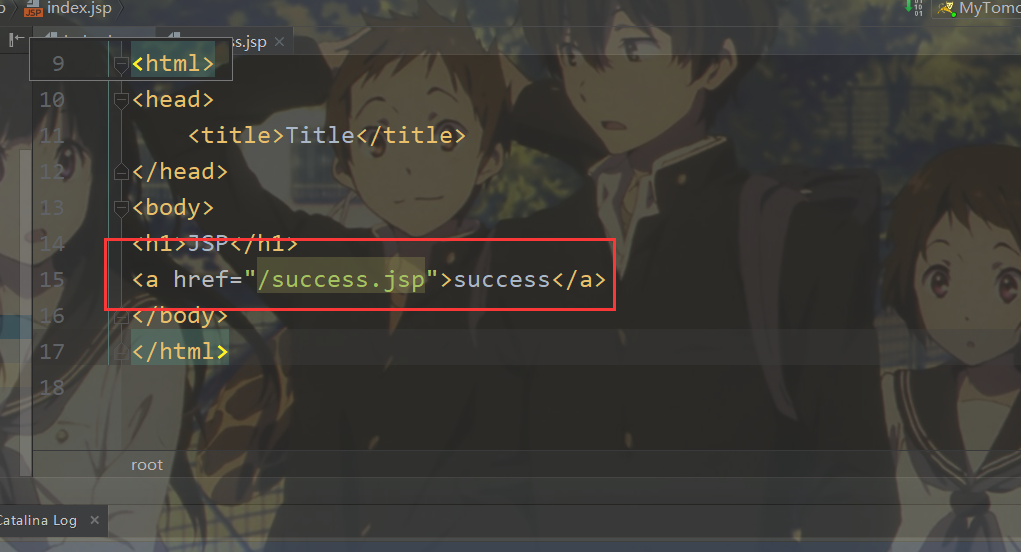 index.jsp
MyTomc
ss.jsp
9 <html>
10 <head>
11 <title>Title</title>
12 </head>
13 <body>
14 <h1>JSP</h1>
15 <a href="/success.jsp">success</a>
16 </body>
17 </html>
18
root
Catalina Log